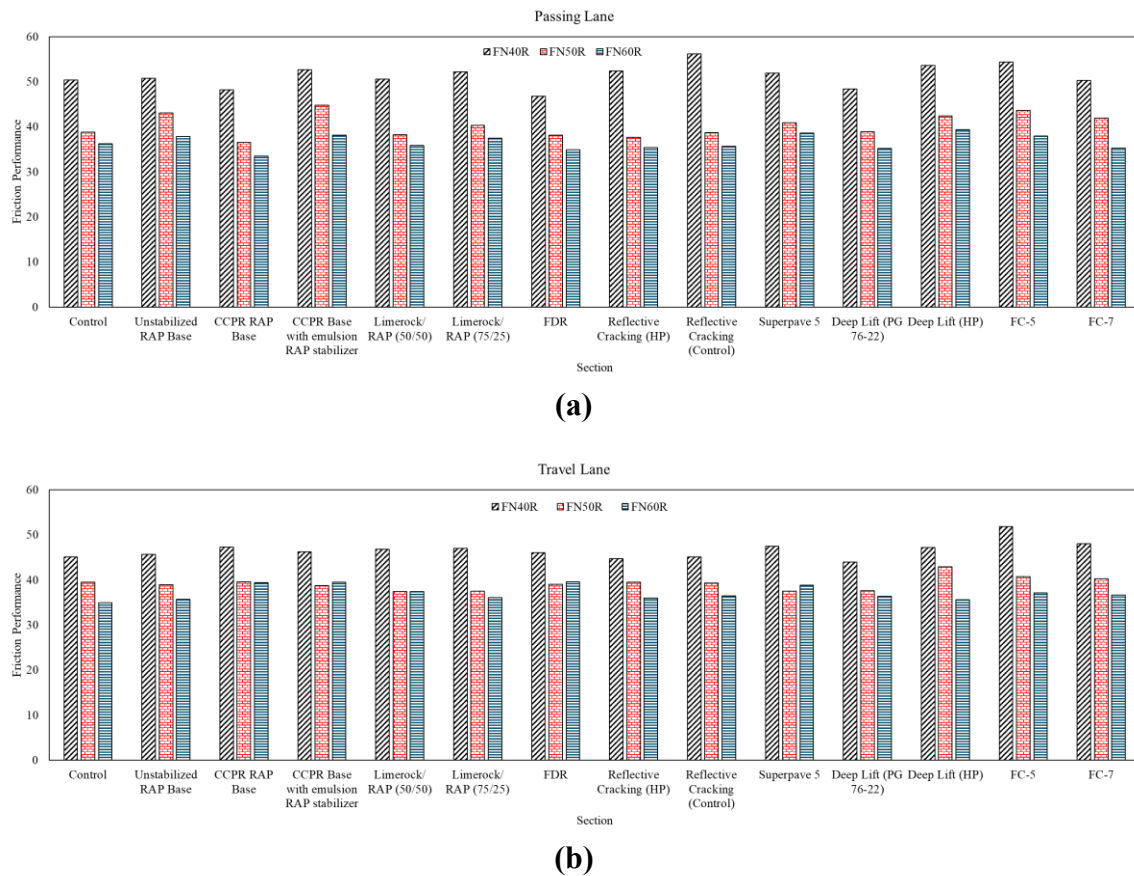 Passing Lane
60
50
40
30
20
10
0
Friction Performance
FN40R FN50R FN60R
Control
Unstabilized
RAP Base
CCPR RAP
Base
CCPR Base
with emulsion
RAP stabilizer
Limerock/
RAP (50/50)
Limerock/
RAP (75/25)
FDR
Reflective
Cracking (HP)
Reflective
Cracking
(Control)
Superpave 5
Deep Lift (PG
76-22)
Deep Lift (HP)
FC-5
FC-7
Section
(a)
Travel Lane
60
50
40
30
20
10
0
Friction Performance
FN40R FN50R FN60R
Control
Unstabilized
RAP Base
CCPR RAP
Base
CCPR Base
with emulsion
RAP stabilizer
Limerock/
RAP (50/50)
Limerock/
RAP (75/25)
FDR
Reflective
Cracking (HP)
Reflective
Cracking
(Control)
Superpave 5
Deep Lift (PG
76-22)
Deep Lift (HP)
FC-5
FC-7
Section
(b)